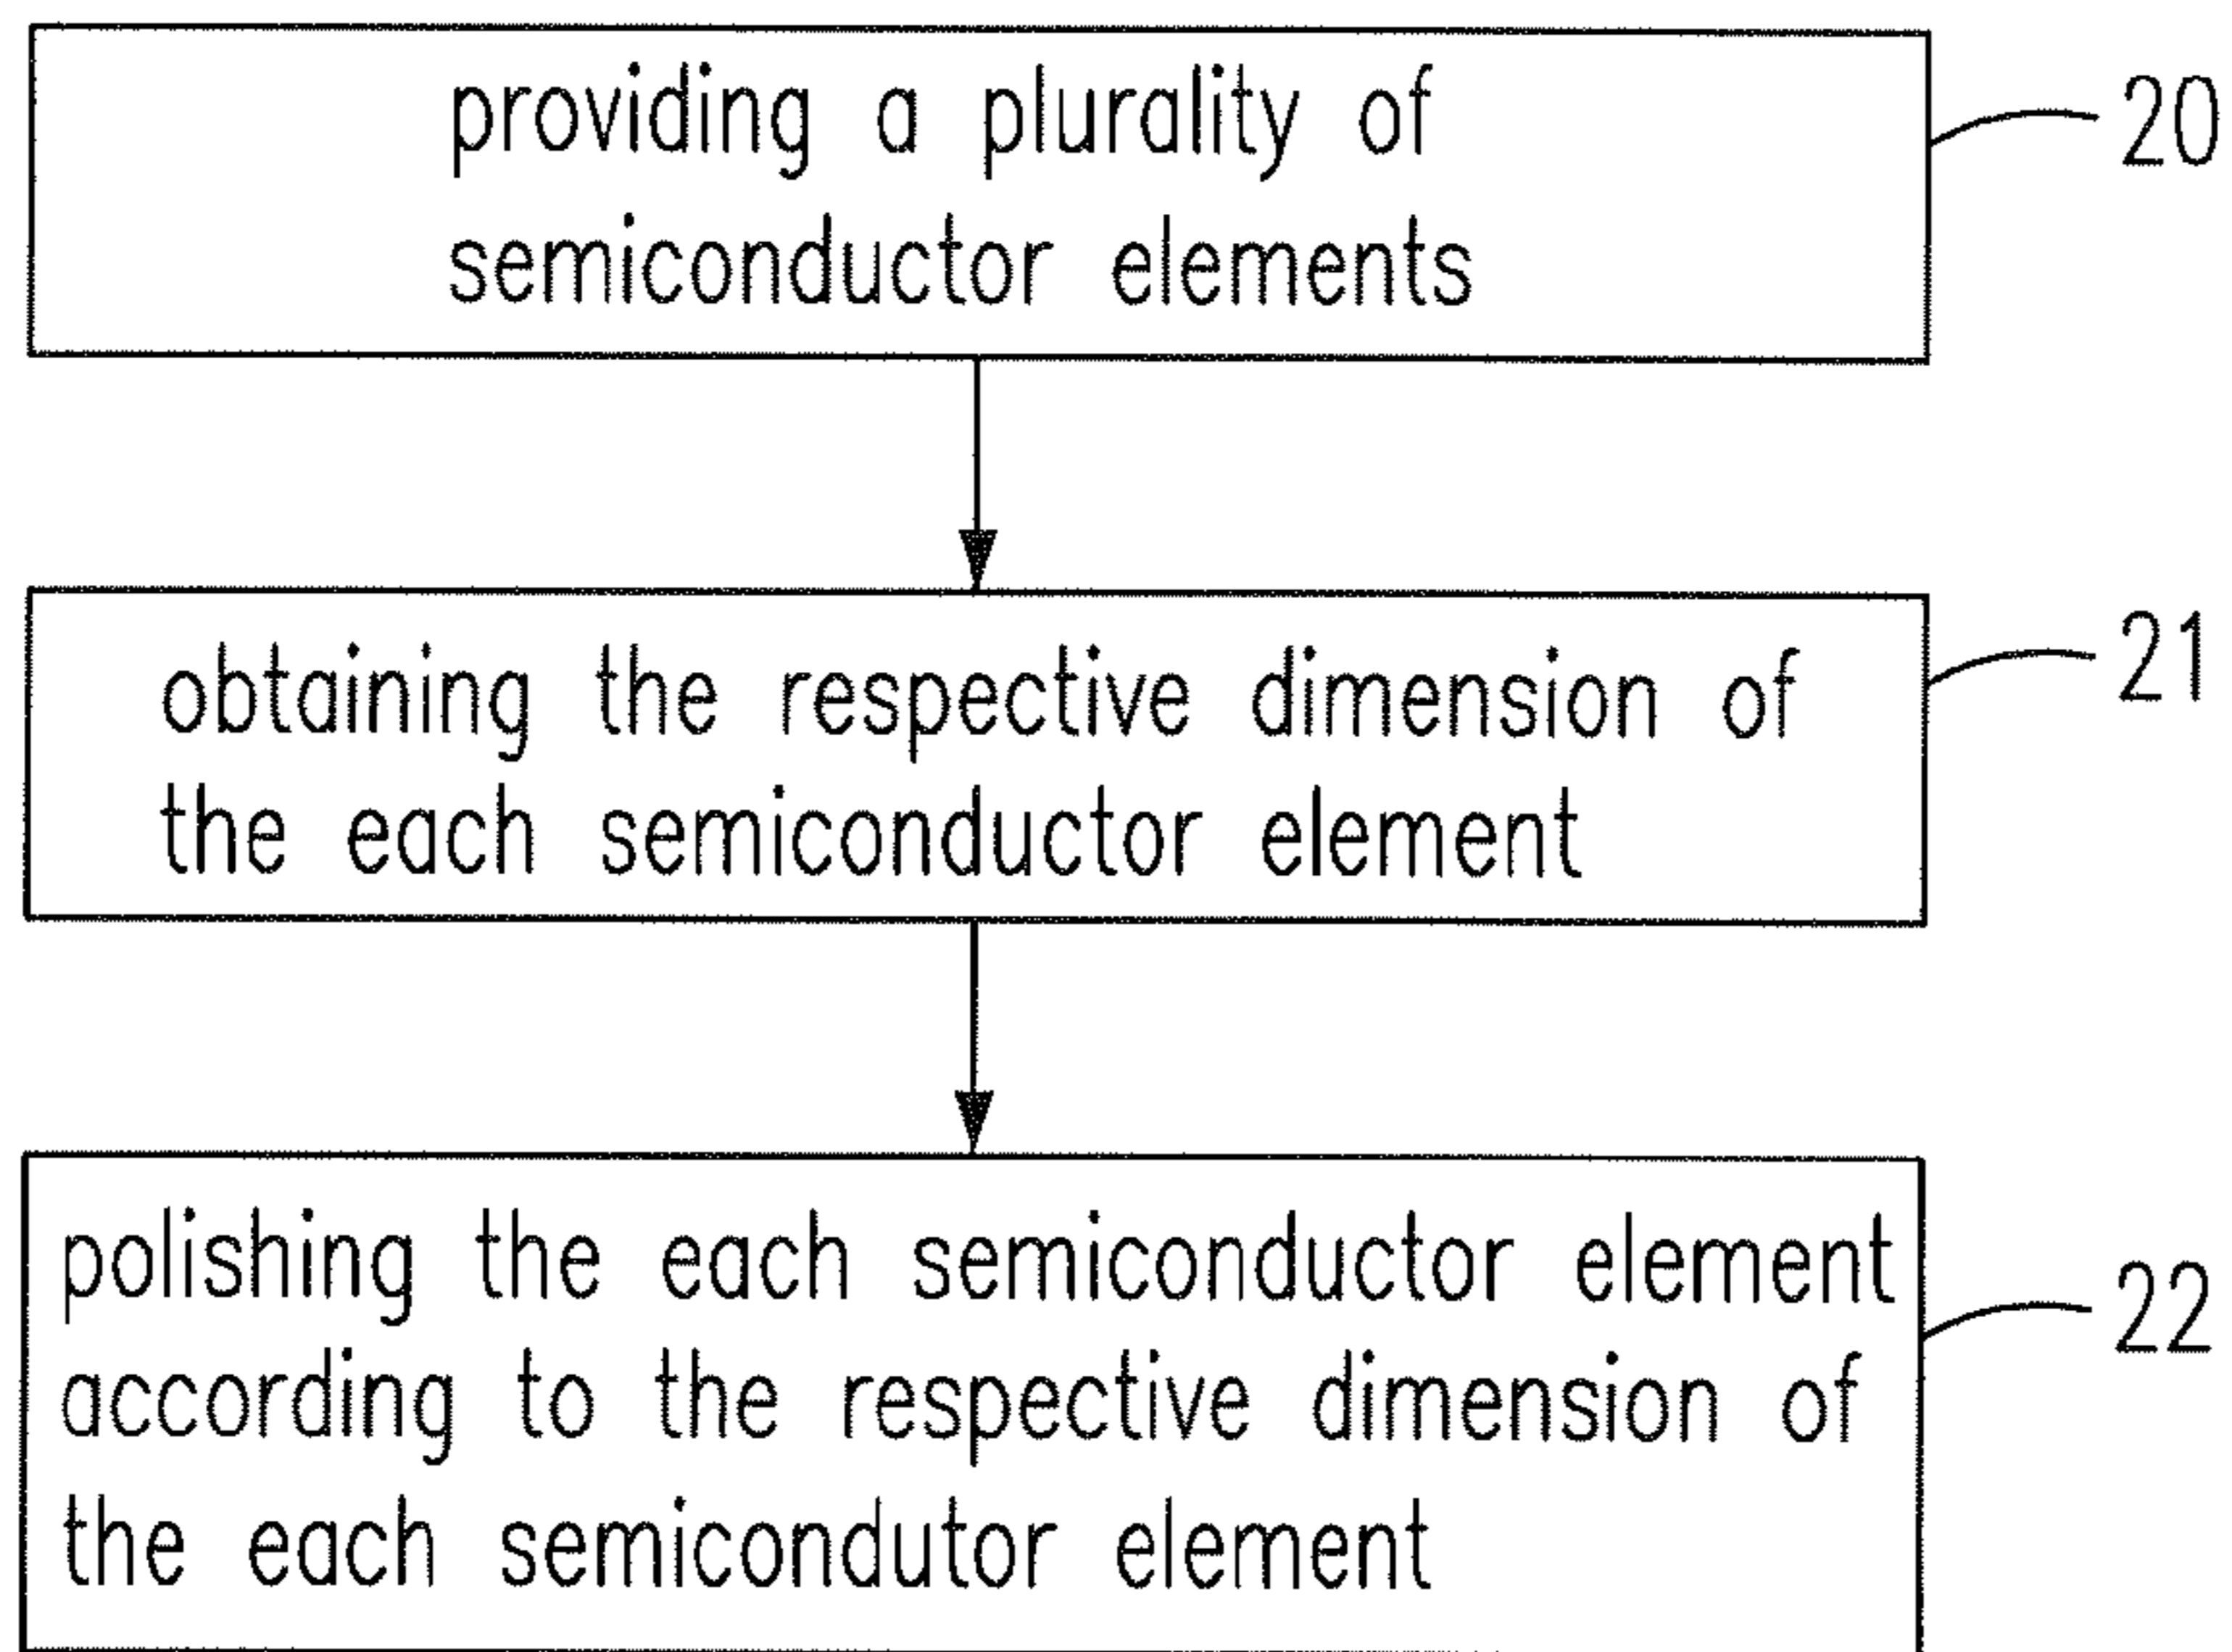 providing a plurality of
semiconductor elements
20
obtaining the respective dimension of
the each semiconductor element
21
polishing the each semiconductor element
according to the respective dimension of
the each semicondutor element
22